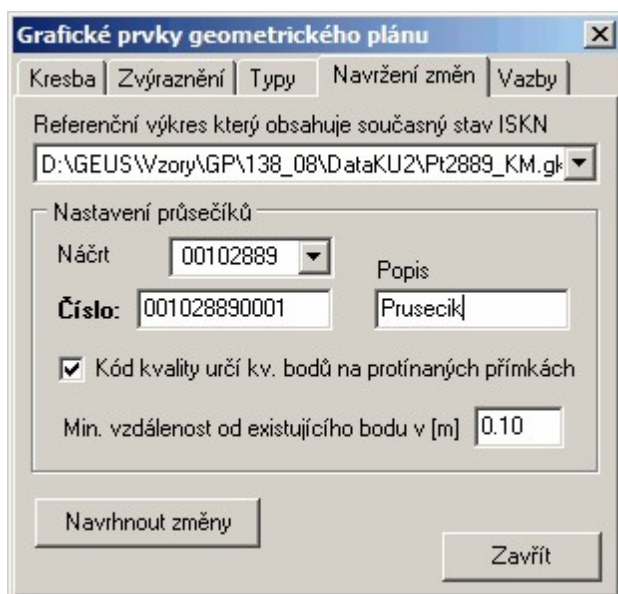 Grafické prvky geometrického plánu
Kresba Zvýraznění Typy Navržení změn Vazby
Referenční výkres který obsahuje současný stav ISKN
D:\GEUS\Vzory\GP\138_08\DataKU2\Pt2889_KM.gk
Nastavení průsečíků
Náčrt 00102889
Popis
Číslo: 001028890001 Prusecik
Kód kvality určí kv. bodů na protínaných přímkách
Min. vzdálenost od existujícího bodu v [m] 0.10
Navrhnout změny
Zavřít